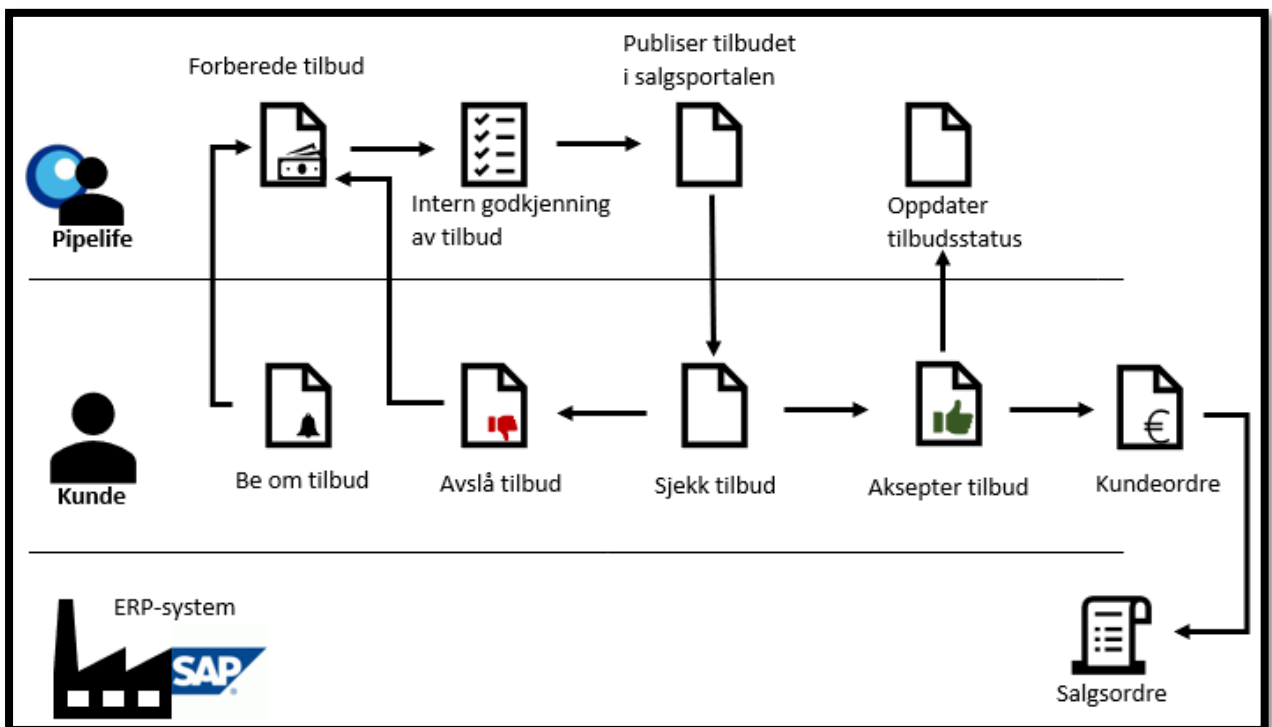 Forberede tilbud
Publiser tilbudet
i salgsportalen
Intern godkjenning
av tilbud
Oppdater
tilbudsstatus
Pipelife
Be om tilbud
Avslå tilbud
Sjekk tilbud
Aksepter tilbud
€
Kundeordre
Kunde
ERP-system
SAP®
Salgsordre